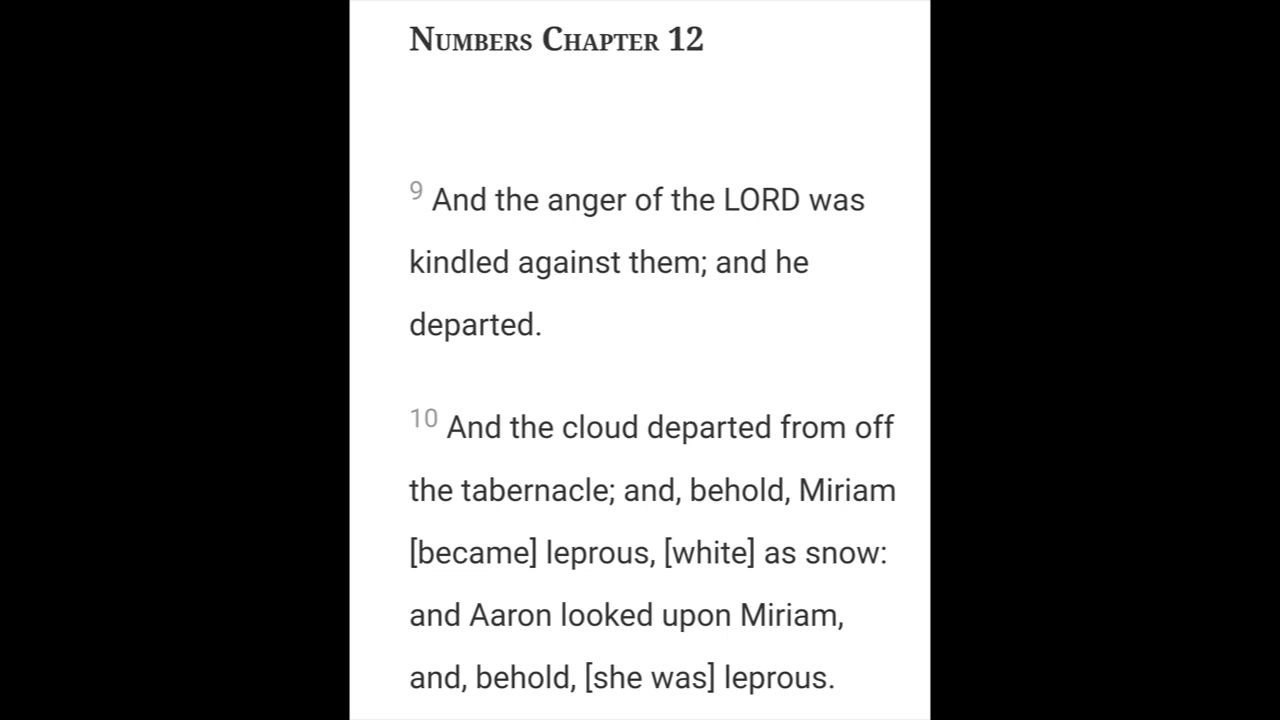 Numbers Chapter 12
9 And the anger of the LORD was
kindled against them; and he
departed.
10 And the cloud departed from off
the tabernacle; and, behold, Miriam
[became] leprous, [white] as snow:
and Aaron looked upon Miriam,
and, behold, [she was] leprous.